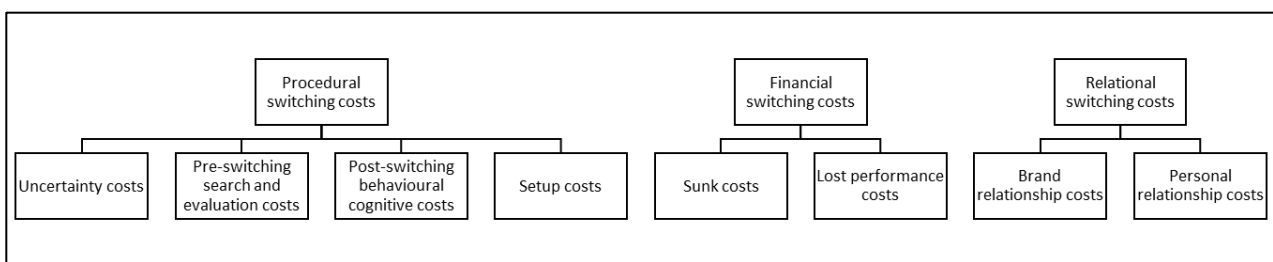 Procedural
switching costs
Financial
switching costs
Relational
switching costs
Uncertainty costs
Pre-switching
search and
evaluation costs
Post-switching
behavioural
cognitive costs
Setup costs
Sunk costs
Lost performance
costs
Brand
relationship costs
Personal
relationship costs